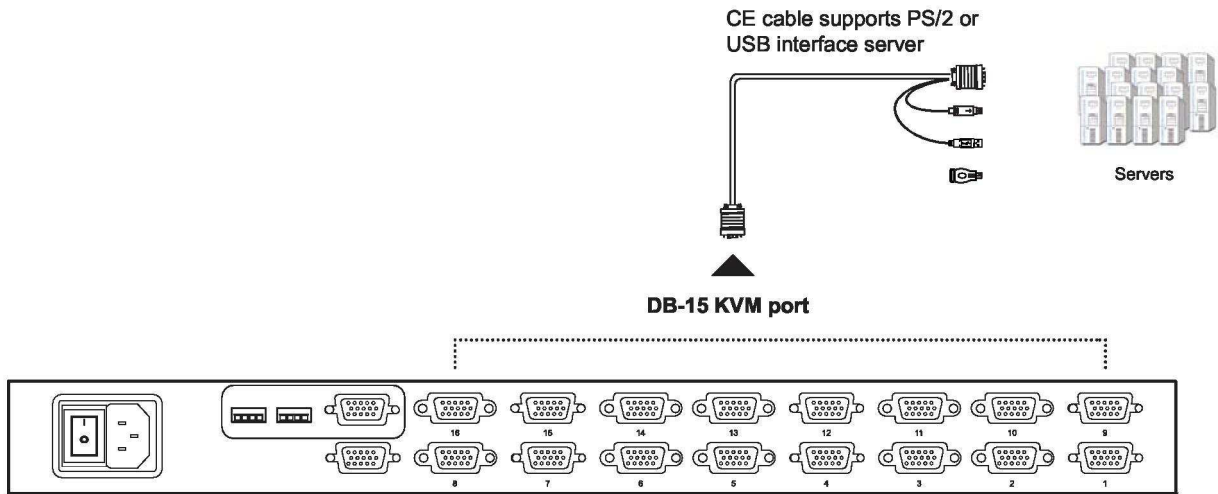 CE cable supports PS/2 or
USB interface server
Servers
DB-15 KVM port
16 15 14 13 12 11 10 9
8 7 6 5 4 3 2 1